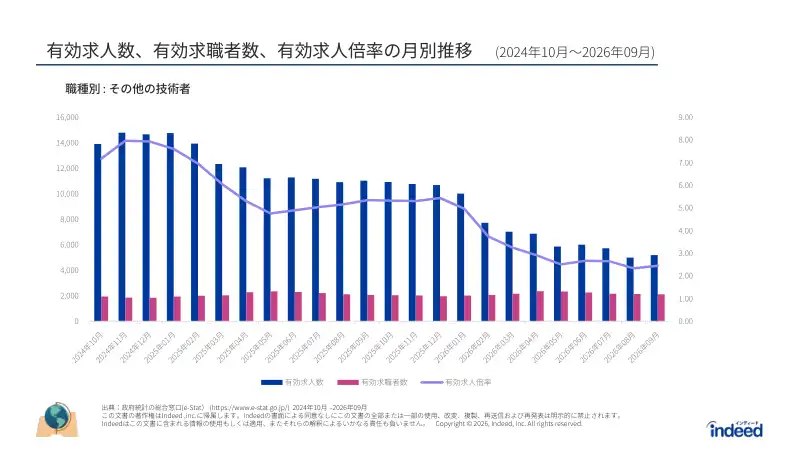 有効求人数、有効求職者数、有効求人倍率の月別推移 (2024年10月～2026年09月)
職種別 : その他の技術者
16,000
14,000
12,000
10,000
8,000
6,000
4,000
2,000
0
9.00
8.00
7.00
6.00
5.00
4.00
3.00
2.00
1.00
0.00
2024年10月
2024年11月
2024年12月
2025年01月
2025年02月
2025年03月
2025年04月
2025年05月
2025年06月
2025年07月
2025年08月
2025年09月
2025年10月
2025年11月
2025年12月
2026年01月
2026年02月
2026年03月
2026年04月
2026年05月
2026年06月
2026年07月
2026年08月
2026年09月
有効求人数 有効求職者数 有効求人倍率
出典：政府統計の総合窓口(e-Stat） (https://www.e-stat.go.jp/) 2024年10月 –2026年09月
この文書の著作権はIndeed ,inc.に帰属します。Indeedの書面による同意なしにこの文書の全部または一部の使用、改変、複製、再送信および再発表は明示的に禁止されます。
Indeedはこの文書に含まれる情報の使用もしくは適用、またそれらの解釈によるいかなる責任も負いません。 Copyright © 2026, Indeed, Inc. All rights reserved.
インディード
indeed